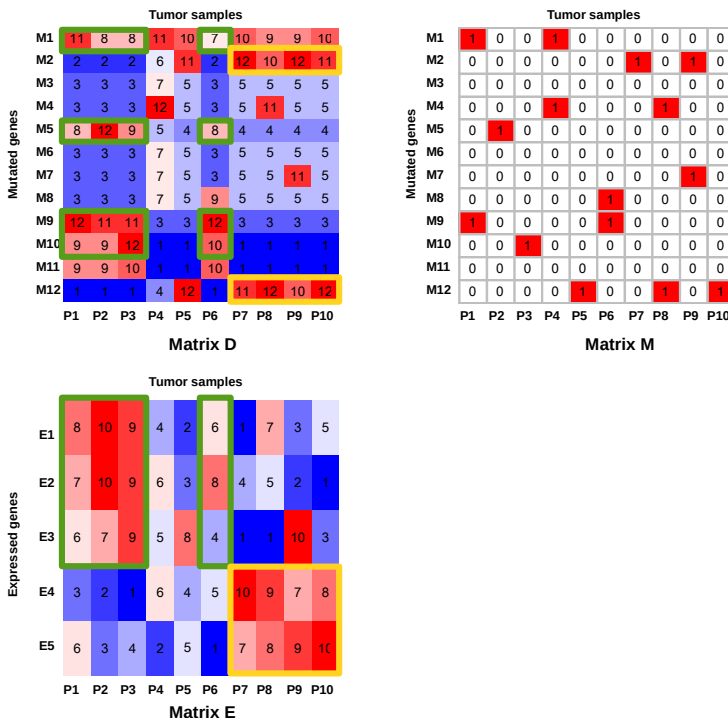 Tumor samples
Mutated genes
M1 11 8 8 11 10 7 10 9 9 10
M2 2 2 2 6 11 2 12 10 12 11
M3 3 3 3 7 5 3 5 5 5 5
M4 3 3 3 12 5 3 5 11 5 5
M5 8 12 9 5 4 8 4 4 4 4
M6 3 3 3 7 5 3 5 5 5 5
M7 3 3 3 7 5 3 5 5 11 5
M8 3 3 3 7 5 9 5 5 5 5
M9 12 11 11 3 3 12 3 3 3 3
M10 9 9 12 1 1 10 1 1 1 1
M11 9 9 10 1 1 10 1 1 1 1
M12 1 1 1 4 12 1 11 12 10 12
P1 P2 P3 P4 P5 P6 P7 P8 P9 P10
Matrix D
Tumor samples
Mutated genes
M1 1 0 0 1 0 0 0 0 0 0
M2 0 0 0 0 0 0 1 0 1 0
M3 0 0 0 0 0 0 0 0 0 0
M4 0 0 0 1 0 0 0 1 0 0
M5 0 1 0 0 0 0 0 0 0 0
M6 0 0 0 0 0 0 0 0 0 0
M7 0 0 0 0 0 0 0 0 1 0
M8 0 0 0 0 0 1 0 0 0 0
M9 1 0 0 0 0 1 0 0 0 0
M10 0 0 1 0 0 0 0 0 0 0
M11 0 0 0 0 0 0 0 0 0 0
M12 0 0 0 0 1 0 0 1 0 1
P1 P2 P3 P4 P5 P6 P7 P8 P9 P10
Matrix M
Tumor samples
Expressed genes
E1 8 10 9 4 2 6 1 7 3 5
E2 7 10 9 6 3 8 4 5 2 1
E3 6 7 9 5 8 4 1 1 10 3
E4 3 2 1 6 4 5 10 9 7 8
E5 6 3 4 2 5 1 7 8 9 10
P1 P2 P3 P4 P5 P6 P7 P8 P9 P10
Matrix E